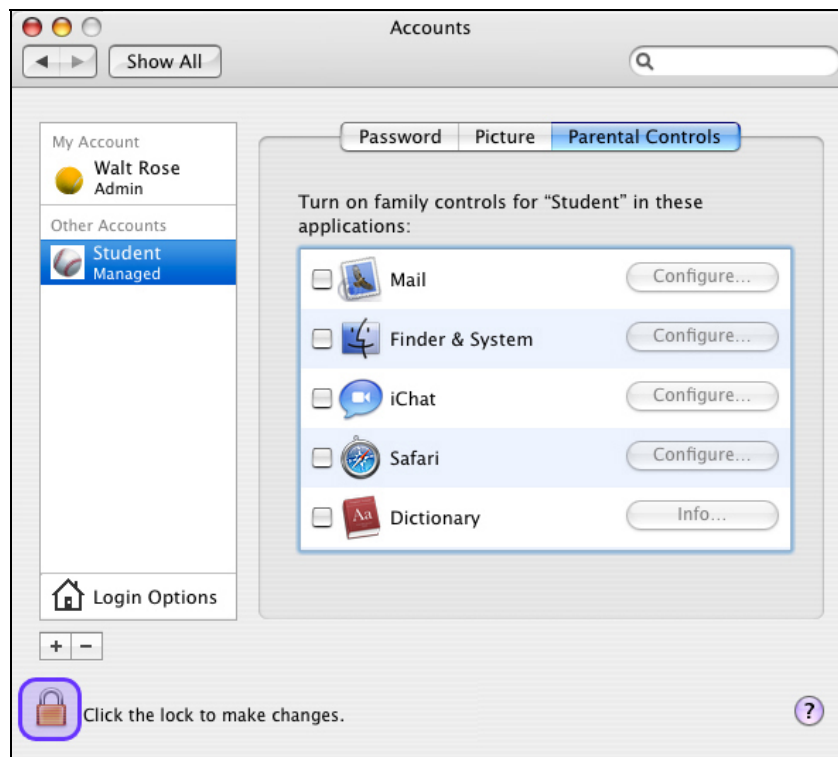 Accounts
Show All
My Account
Walt Rose
Admin
Other Accounts
Student
Managed
Login Options
+ −
Password Picture Parental Controls
Turn on family controls for “Student” in these
applications:
Mail Configure...
Finder & System Configure...
iChat Configure...
Safari Configure...
Aa Dictionary Info...
Click the lock to make changes.
?